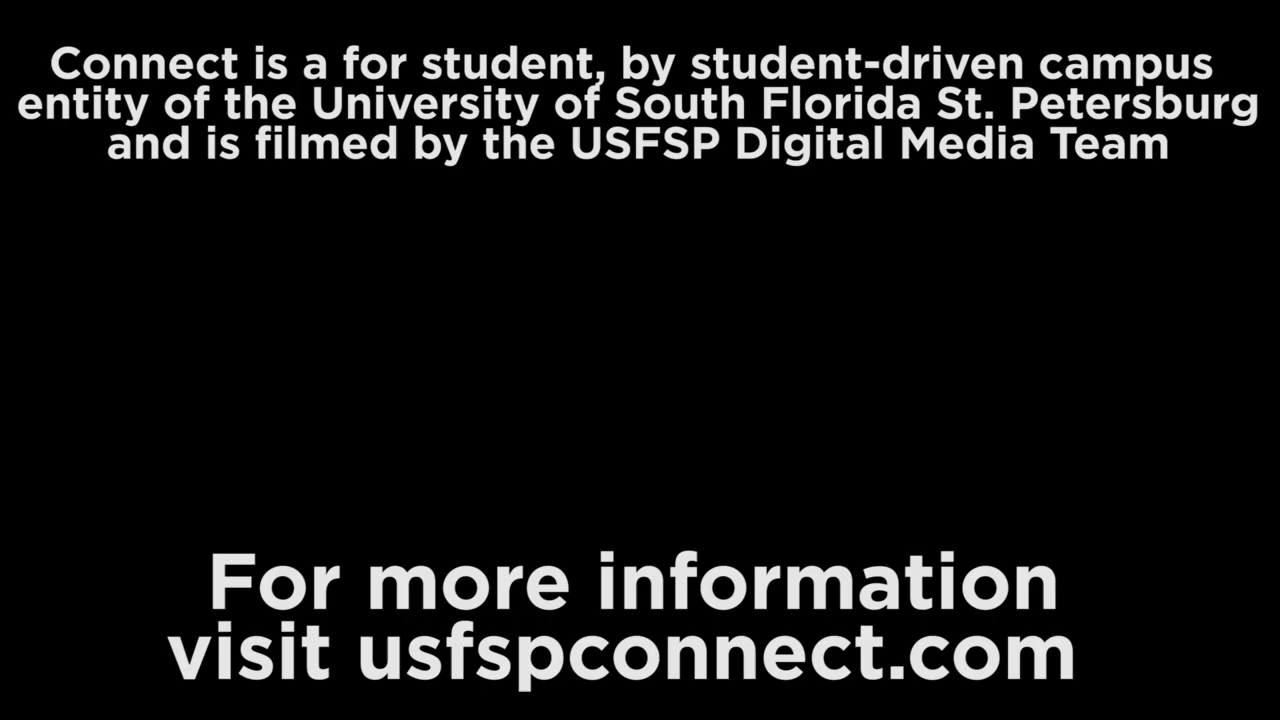 Connect is a for student, by student-driven campus
entity of the University of South Florida St. Petersburg
and is filmed by the USFSP Digital Media Team
For more information
visit usfspconnect.com